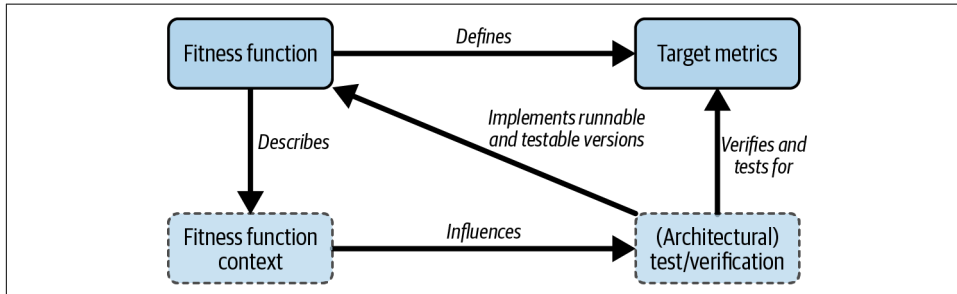 Fitness function
Defines
Target metrics
Implements runnable
and testable versions
Describes
Verifies and
tests for
Fitness function
context
Influences
(Architectural)
test/verification